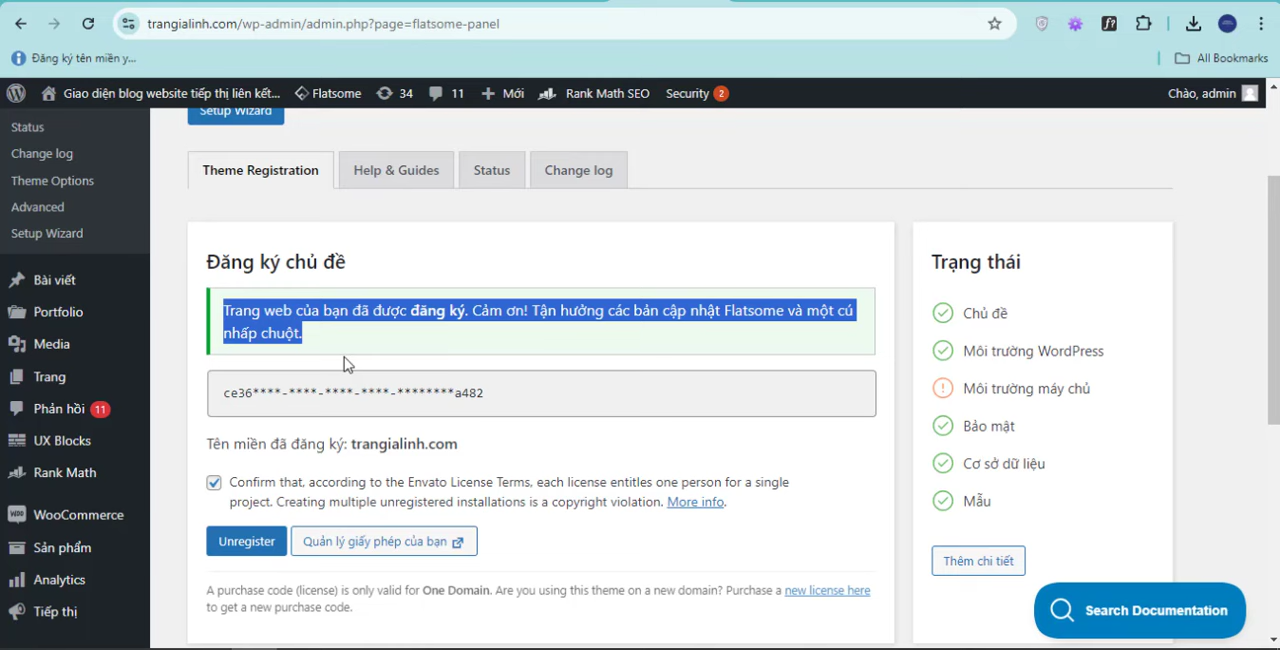 trangialinh.com/wp-admin/admin.php?page=flatsome-panel
Đăng ký tên miền y...
All Bookmarks
Giao diện blog website tiếp thị liên kết... Flatsome 34 11 Mới Rank Math SEO Security 2 Chào, admin
Setup Wizard
Status
Change log
Theme Options
Advanced
Setup Wizard
Bài viết
Portfolio
Media
Trang
Phản hồi 11
UX Blocks
Rank Math
WooCommerce
Sản phẩm
Analytics
Tiếp thị
Theme Registration Help & Guides Status Change log
Đăng ký chủ đề
Trang web của bạn đã được đăng ký. Cảm ơn! Tận hưởng các bản cập nhật Flatsome và một cú
nhấp chuột.
ce36****-****-****-****-********a482
Tên miền đã đăng ký: trangialinh.com
Confirm that, according to the Envato License Terms, each license entitles one person for a single
project. Creating multiple unregistered installations is a copyright violation. More info.
Unregister Quản lý giấy phép của bạn
A purchase code (license) is only valid for One Domain. Are you using this theme on a new domain? Purchase a new license here
to get a new purchase code.
Trạng thái
Chủ đề
Môi trường WordPress
Môi trường máy chủ
Bảo mật
Cơ sở dữ liệu
Mẫu
Thêm chi tiết
Search Documentation